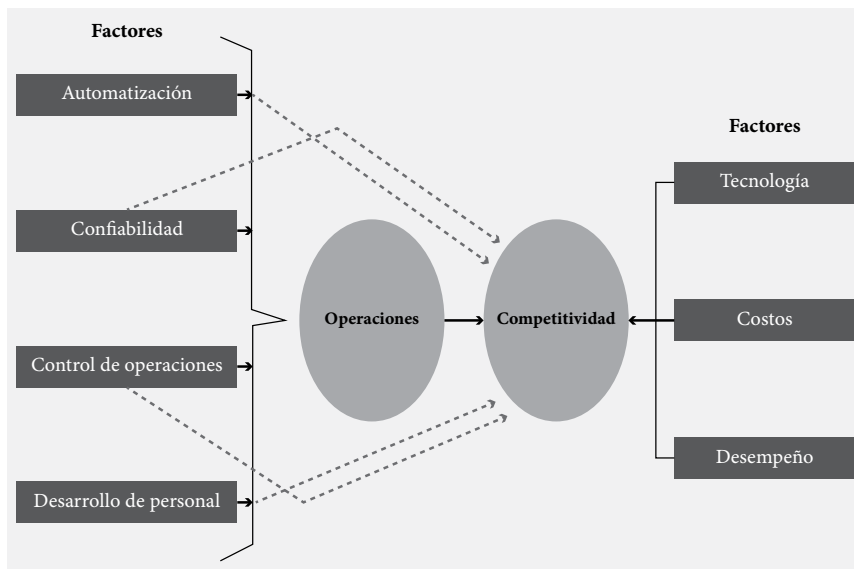 Factores
Automatización
Confiabilidad
Control de operaciones
Desarrollo de personal
Operaciones
Competitividad
Factores
Tecnología
Costos
Desempeño